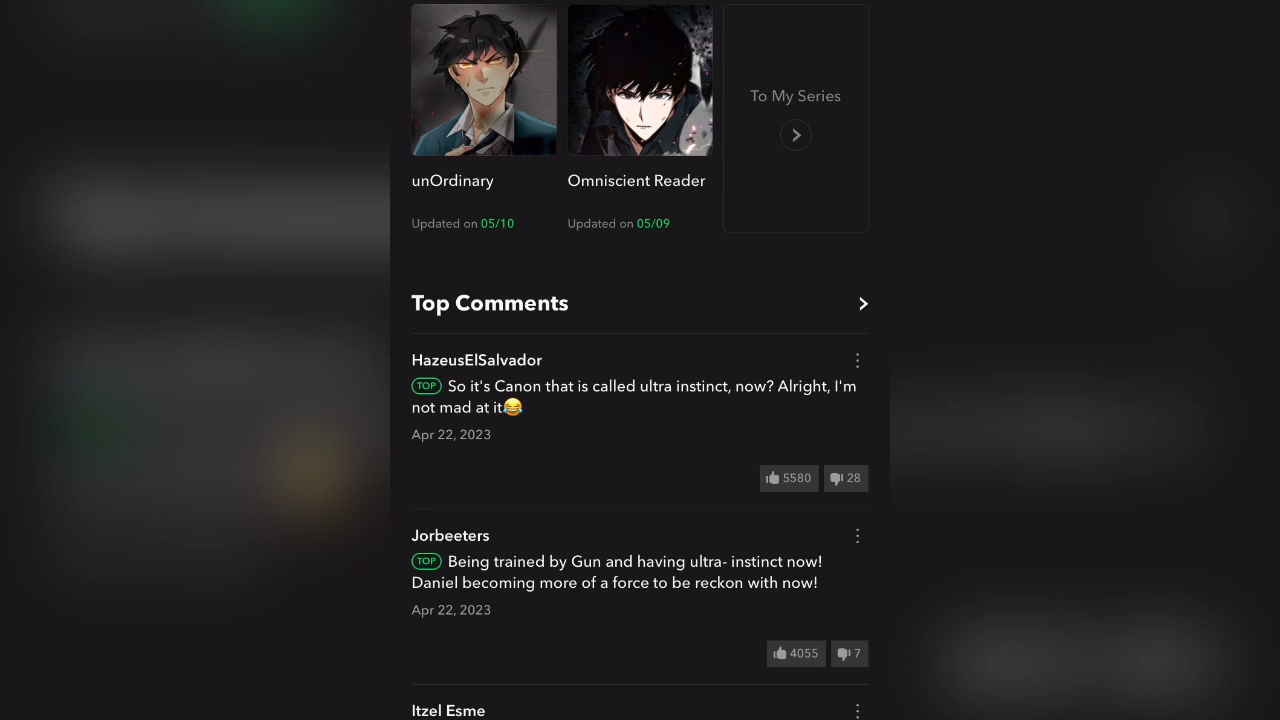 To My Series
unOrdinary
Omniscient Reader
Updated on 05/10
Updated on 05/09
Top Comments
HazeusElSalvador
TOP So it's Canon that is called ultra instinct, now? Alright, I'm
not mad at it😂
Apr 22, 2023
5580
28
Jorbeeters
TOP Being trained by Gun and having ultra- instinct now!
Daniel becoming more of a force to be reckon with now!
Apr 22, 2023
4055
7
Itzel Esme